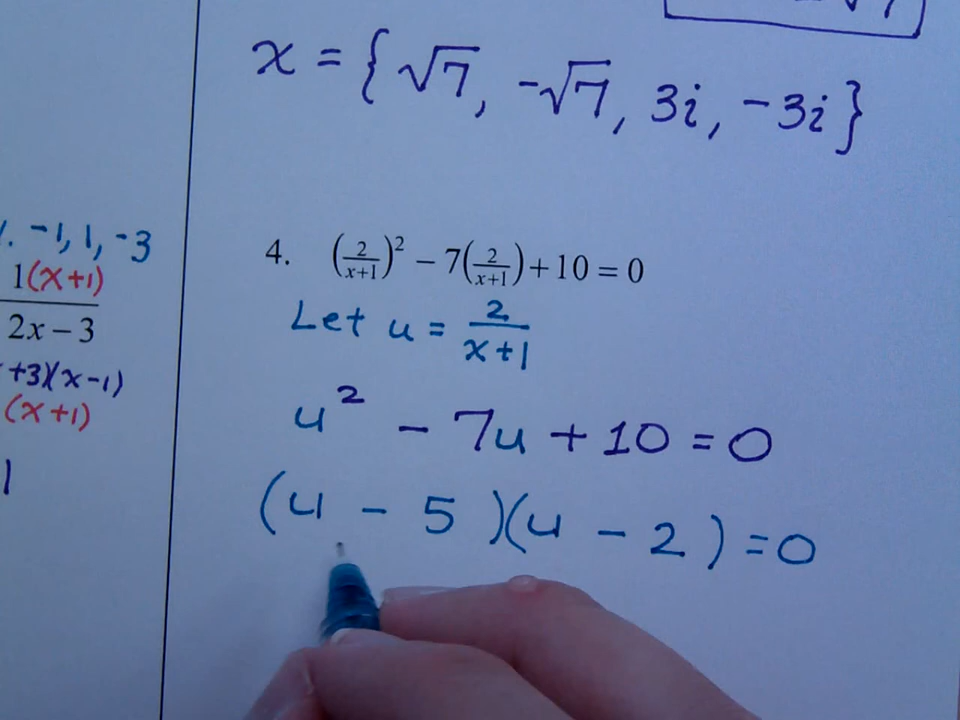 √7
x = {√7, -√7, 3i, -3i}
-1, 1, -3
1(x+1)
2x - 3
+3)(x-1)
(x+1)
4. (2/(x+1))² - 7(2/(x+1)) + 10 = 0
Let u = 2/(x+1)
u² - 7u + 10 = 0
(u - 5)(u - 2) = 0